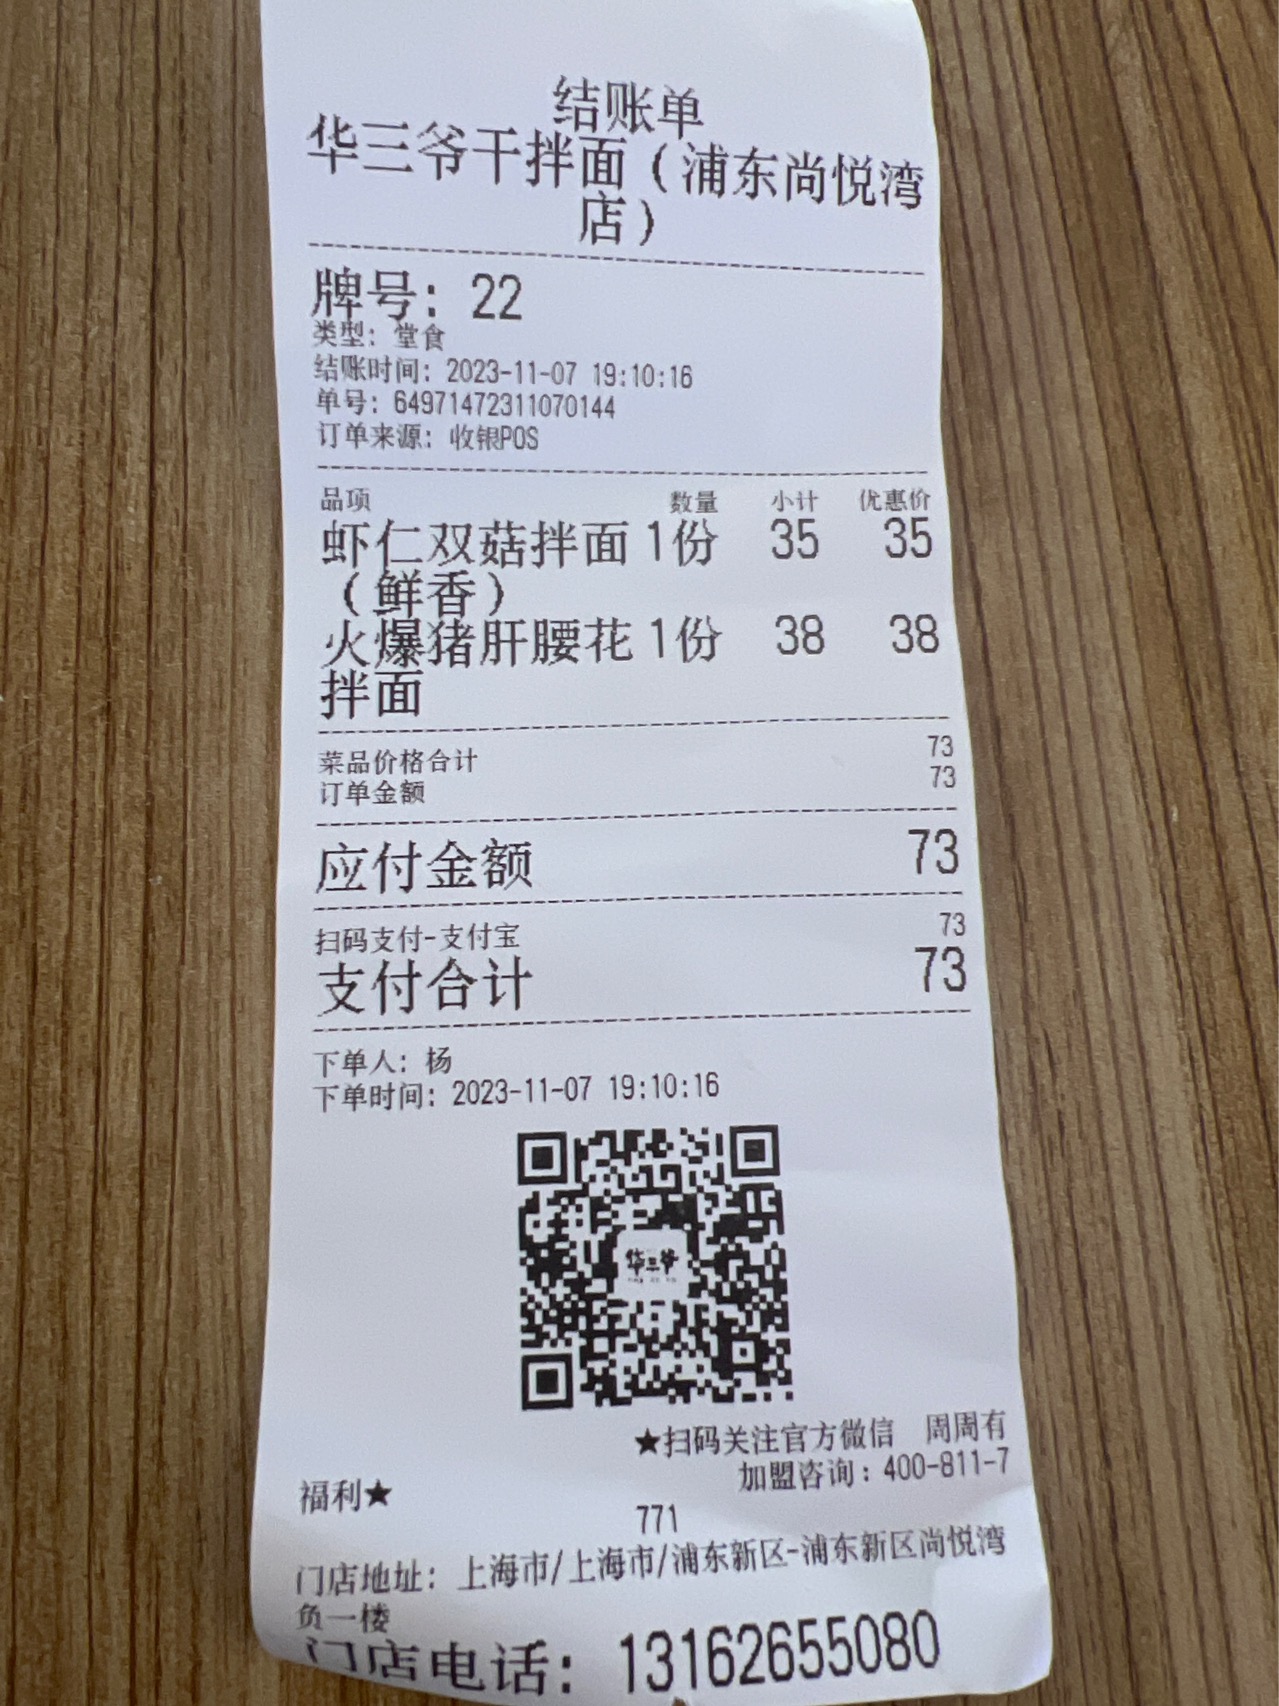 结账单
华三爷干拌面（浦东尚悦湾
店）
牌号：22
类型：堂食
结账时间：2023-11-07 19:10:16
单号：64971472311070144
订单来源：收银POS
品项 数量 小计 优惠价
虾仁双菇拌面 1份 35 35
（鲜香）
火爆猪肝腰花 1份 38 38
拌面
菜品价格合计 73
订单金额 73
应付金额 73
扫码支付-支付宝 73
支付合计 73
下单人：杨
下单时间：2023-11-07 19:10:16
华三爷
★扫码关注官方微信 周周有
福利★ 加盟咨询：400-811-7
771
门店地址：上海市/上海市/浦东新区-浦东新区尚悦湾
负一楼
门店电话：13162655080